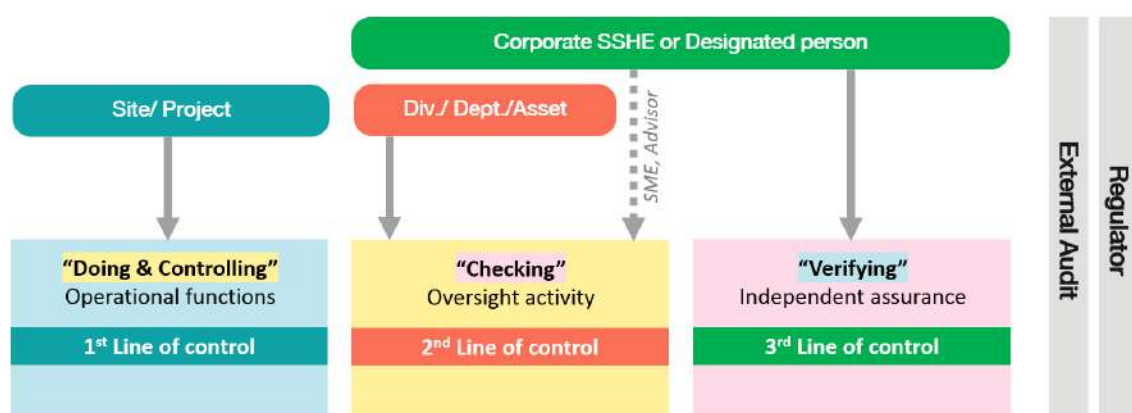 Corporate SSHE or Designated person
Site/ Project
Div./ Dept./Asset
SME, Advisor
“Doing & Controlling”
Operational functions
1st Line of control
“Checking”
Oversight activity
2nd Line of control
“Verifying”
Independent assurance
3rd Line of control
External Audit
Regulator